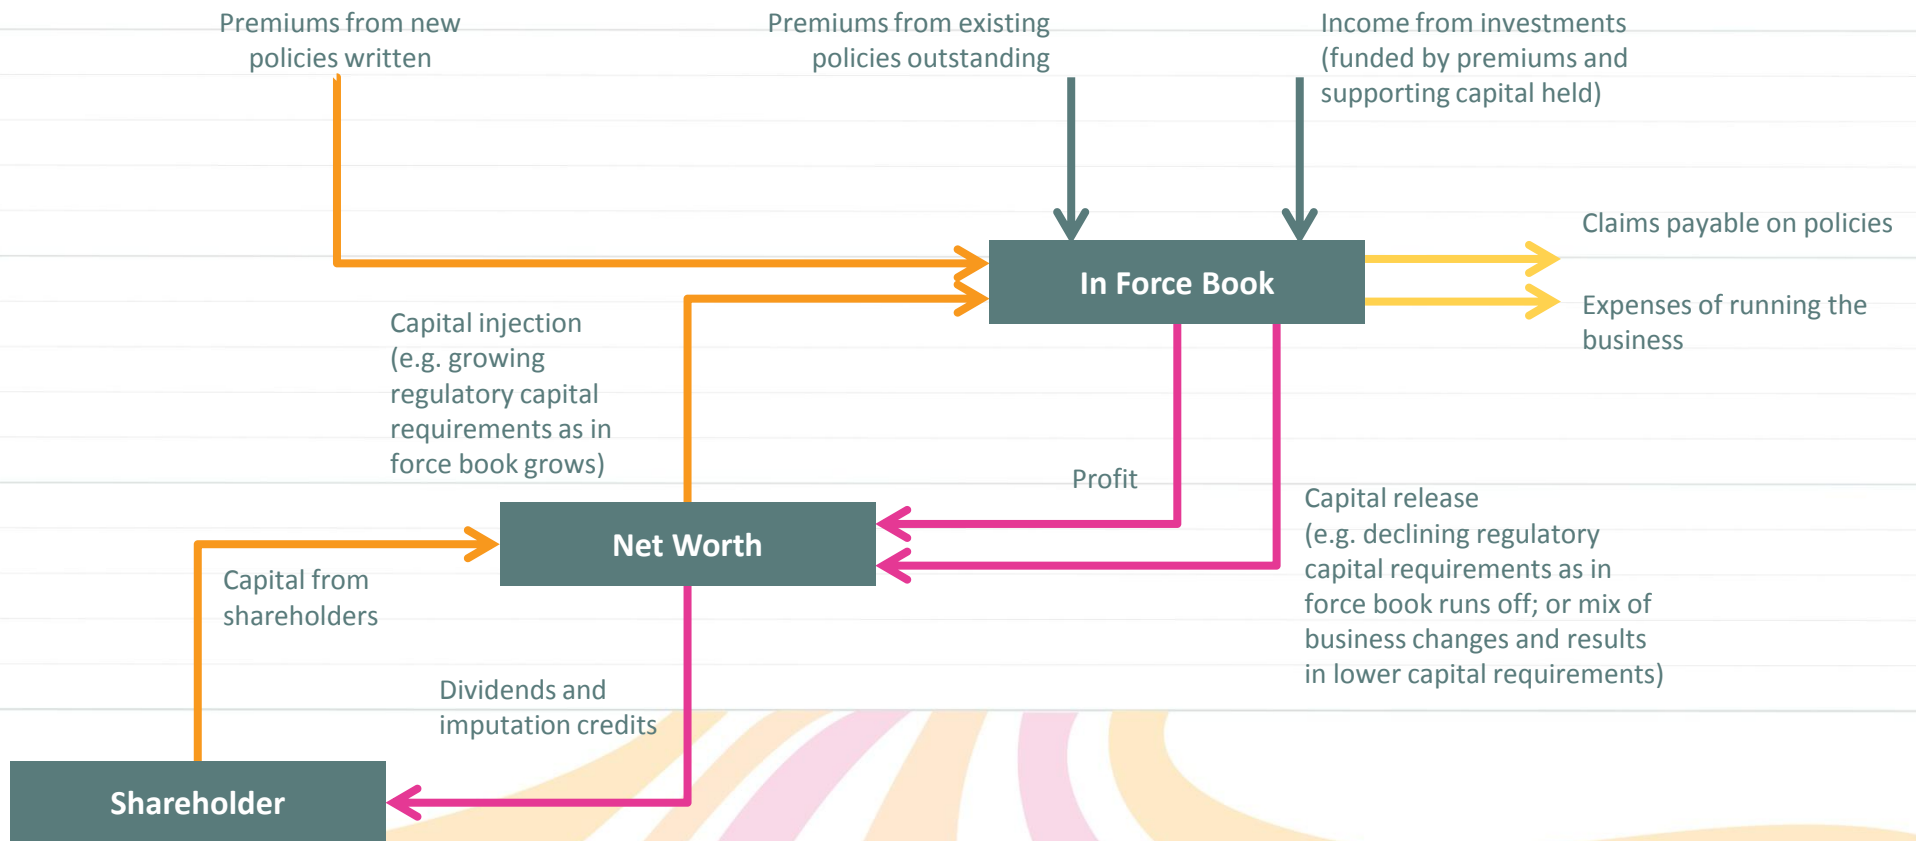 Premiums from new
policies written
Premiums from existing
policies outstanding
Income from investments
(funded by premiums and
supporting capital held)
Claims payable on policies
In Force Book
Expenses of running the
business
Capital injection
(e.g. growing
regulatory capital
requirements as in
force book grows)
Profit
Capital release
(e.g. declining regulatory
capital requirements as in
force book runs off; or mix of
business changes and results
in lower capital requirements)
Net Worth
Capital from
shareholders
Dividends and
imputation credits
Shareholder